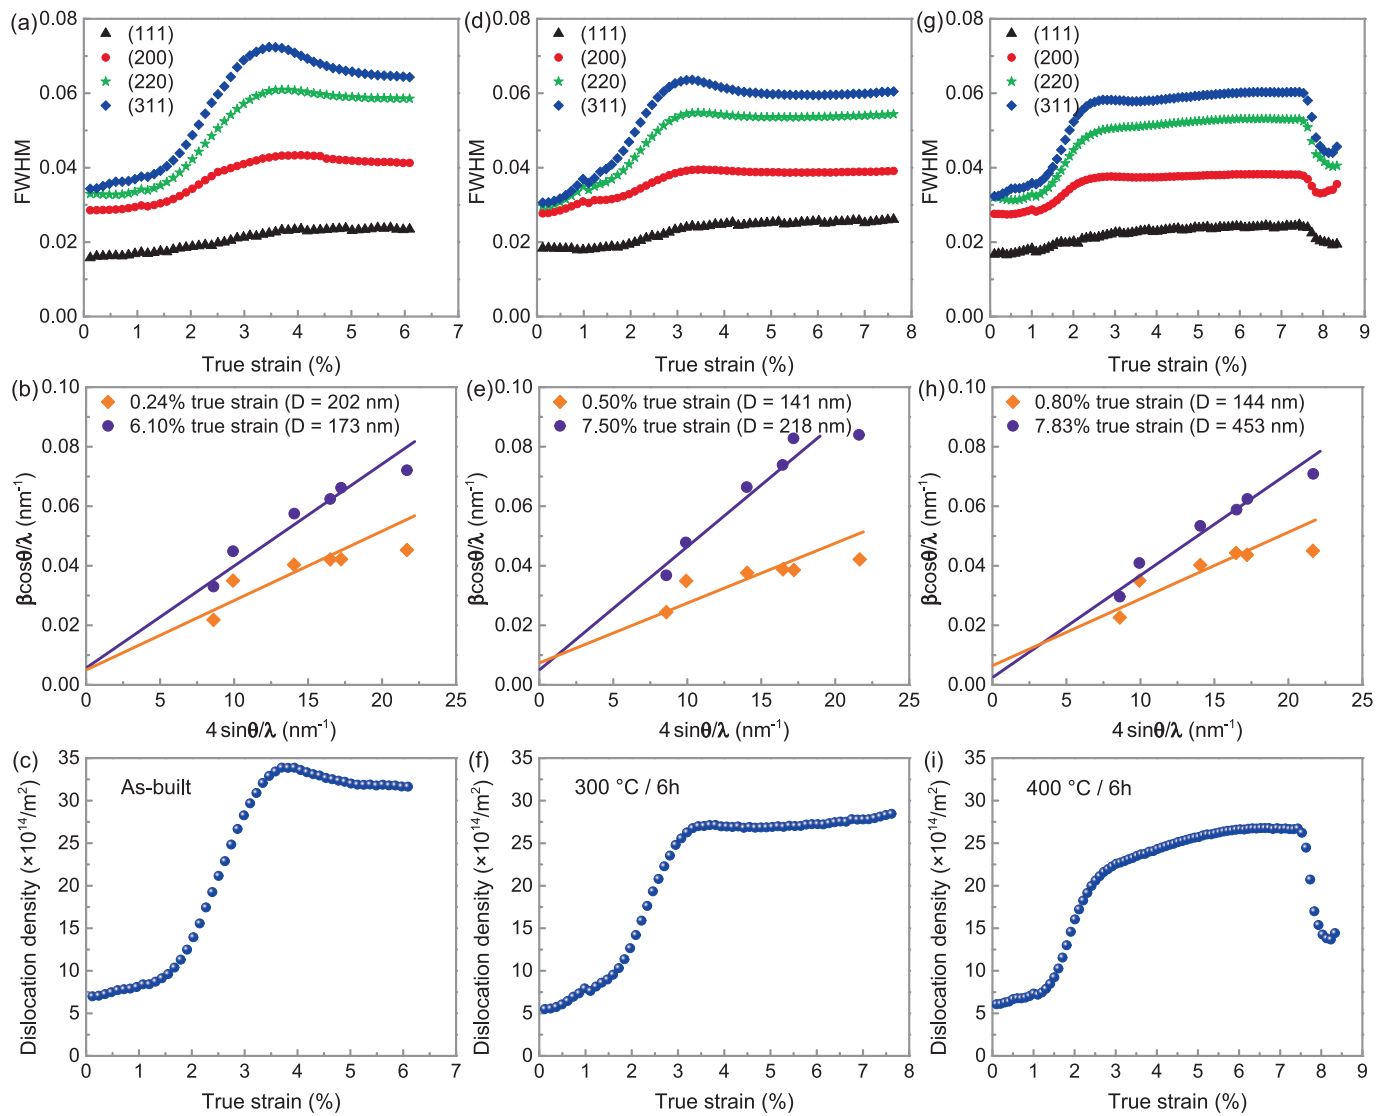 (a)
0.08
0.06
0.04
0.02
0.00
FWHM
(111)
(200)
(220)
(311)
0 1 2 3 4 5 6 7
True strain (%)
(d)
0.08
0.06
0.04
0.02
0.00
FWHM
(111)
(200)
(220)
(311)
0 1 2 3 4 5 6 7 8
True strain (%)
(g)
0.08
0.06
0.04
0.02
0.00
FWHM
(111)
(200)
(220)
(311)
0 1 2 3 4 5 6 7 8 9
True strain (%)
(b)
0.10
0.08
0.06
0.04
0.02
0.00
βcosθ/λ (nm⁻¹)
0.24% true strain (D = 202 nm)
6.10% true strain (D = 173 nm)
0 5 10 15 20 25
4 sinθ/λ (nm⁻¹)
(e)
0.10
0.08
0.06
0.04
0.02
0.00
βcosθ/λ (nm⁻¹)
0.50% true strain (D = 141 nm)
7.50% true strain (D = 218 nm)
0 5 10 15 20 25
4 sinθ/λ (nm⁻¹)
(h)
0.10
0.08
0.06
0.04
0.02
0.00
βcosθ/λ (nm⁻¹)
0.80% true strain (D = 144 nm)
7.83% true strain (D = 453 nm)
0 5 10 15 20 25
4 sinθ/λ (nm⁻¹)
(c)
35
30
25
20
15
10
5
0
Dislocation density (×10¹⁴/m²)
As-built
0 1 2 3 4 5 6 7
True strain (%)
(f)
35
30
25
20
15
10
5
0
Dislocation density (×10¹⁴/m²)
300 °C / 6h
0 1 2 3 4 5 6 7 8
True strain (%)
(i)
35
30
25
20
15
10
5
0
Dislocation density (×10¹⁴/m²)
400 °C / 6h
0 1 2 3 4 5 6 7 8 9
True strain (%)